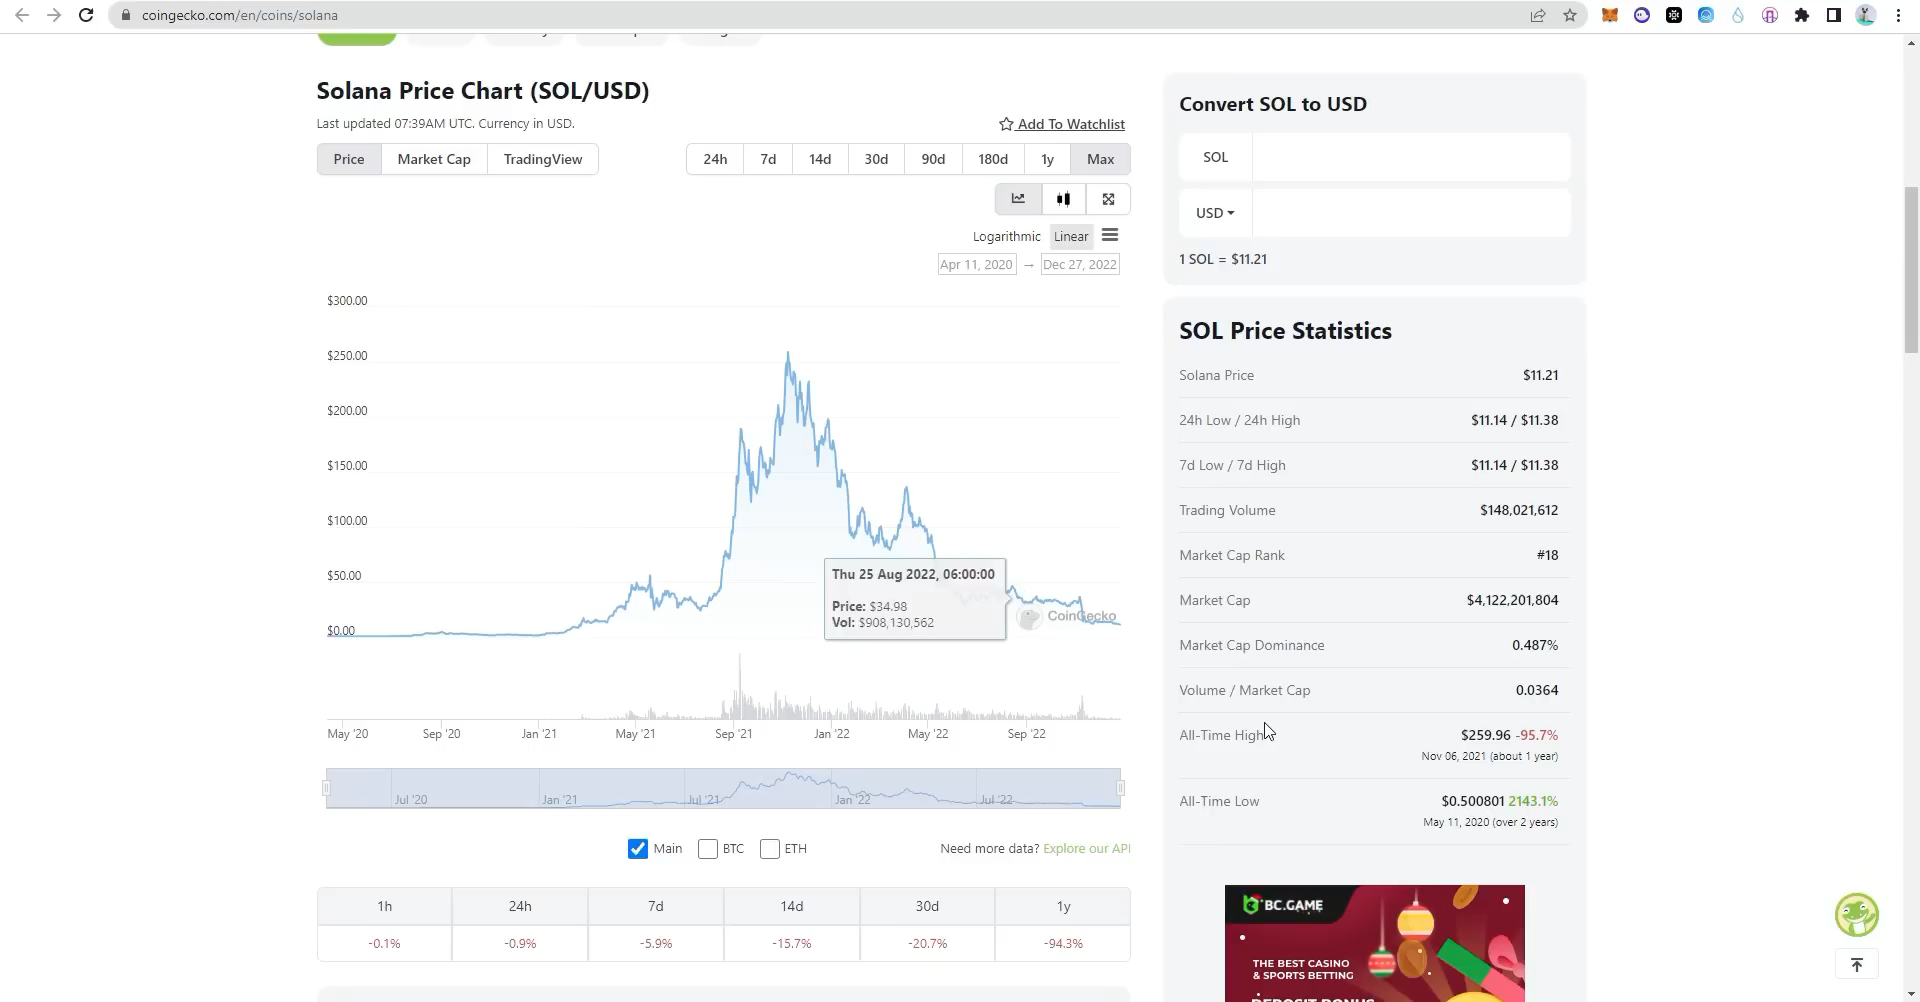 coingecko.com/en/coins/solana
Solana Price Chart (SOL/USD)
Last updated 07:39AM UTC. Currency in USD.
Add To Watchlist
Price Market Cap TradingView
24h 7d 14d 30d 90d 180d 1y Max
Logarithmic Linear
Apr 11, 2020 → Dec 27, 2022
$300.00
$250.00
$200.00
$150.00
$100.00
$50.00
$0.00
Thu 25 Aug 2022, 06:00:00
Price: $34.98
Vol: $908,130,562
CoinGecko
May '20 Sep '20 Jan '21 May '21 Sep '21 Jan '22 May '22 Sep '22
Jul '20 Jan '21 Jul '21 Jan '22 Jul '22
Main BTC ETH
Need more data? Explore our API
1h 24h 7d 14d 30d 1y
-0.1% -0.9% -5.9% -15.7% -20.7% -94.3%
Convert SOL to USD
SOL
USD
1 SOL = $11.21
SOL Price Statistics
Solana Price $11.21
24h Low / 24h High $11.14 / $11.38
7d Low / 7d High $11.14 / $11.38
Trading Volume $148,021,612
Market Cap Rank #18
Market Cap $4,122,201,804
Market Cap Dominance 0.487%
Volume / Market Cap 0.0364
All-Time High $259.96 -95.7%
Nov 06, 2021 (about 1 year)
All-Time Low $0.500801 2143.1%
May 11, 2020 (over 2 years)
BC.GAME
THE BEST CASINO
& SPORTS BETTING
DEPOSIT BONUS